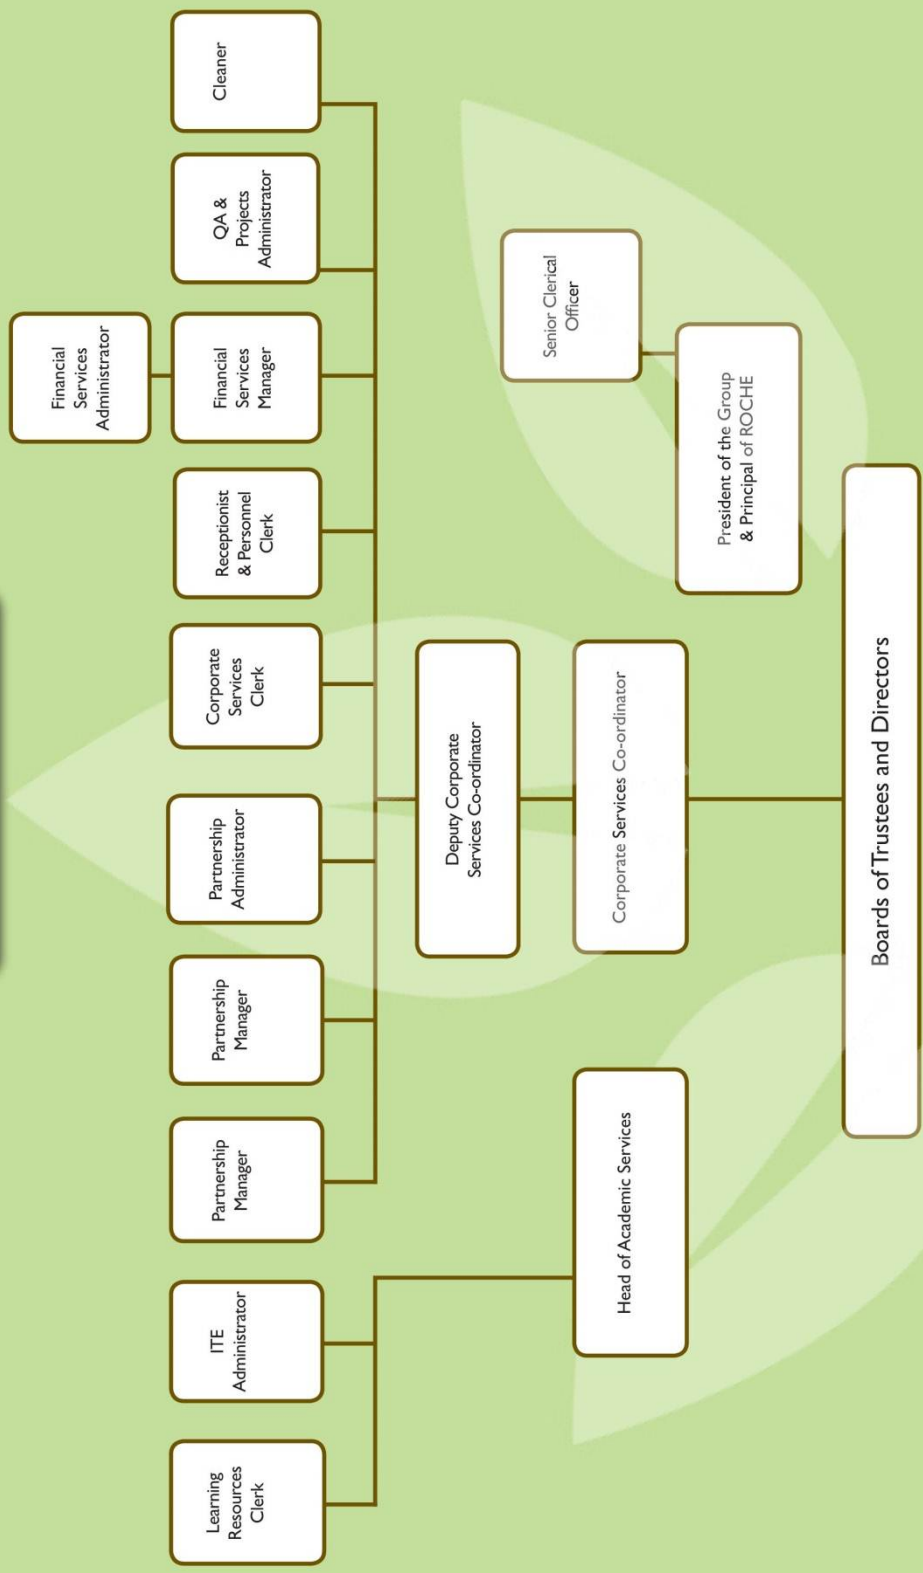 Learning
Resources
Clerk
ITE
Administrator
Partnership
Manager
Partnership
Manager
Partnership
Administrator
Corporate
Services
Clerk
Receptionist
& Personnel
Clerk
Financial
Services
Administrator
Financial
Services
Manager
QA &
Projects
Administrator
Cleaner
Deputy Corporate
Services Co-ordinator
Senior Clerical
Officer
Head of Academic Services
Corporate Services Co-ordinator
President of the Group
& Principal of ROCHE
Boards of Trustees and Directors